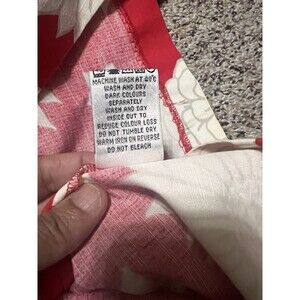 MACHINE WASH AT 40°C
WASH AND DRY
DARK COLOURS
SEPARATELY
WASH AND DRY
INSIDE OUT TO
REDUCE COLOUR LOSS
DO NOT TUMBLE DRY
WARM IRON ON REVERSE
DO NOT BLEACH